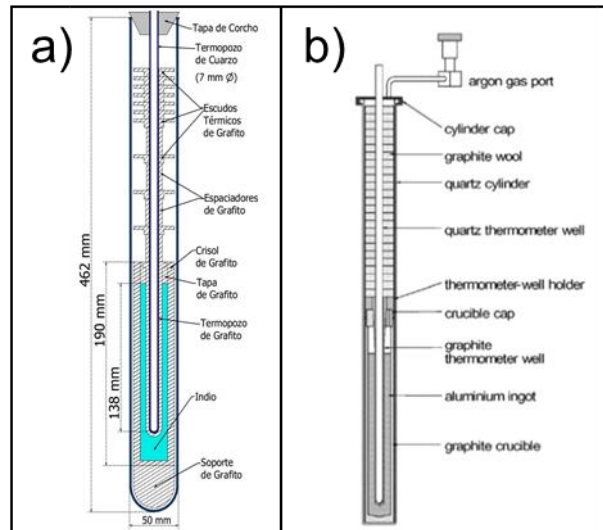 a)
Tapa de Corcho
Termopozo
de Cuarzo
(7 mm Ø)
Escudos
Térmicos
de Grafito
Espaciadores
de Grafito
Crisol
de Grafito
Tapa
de Grafito
Termopozo
de Grafito
Indio
Soporte
de Grafito
462 mm
190 mm
138 mm
50 mm
b)
argon gas port
cylinder cap
graphite wool
quartz cylinder
quartz thermometer well
thermometer-well holder
crucible cap
graphite
thermometer well
aluminium ingot
graphite crucible